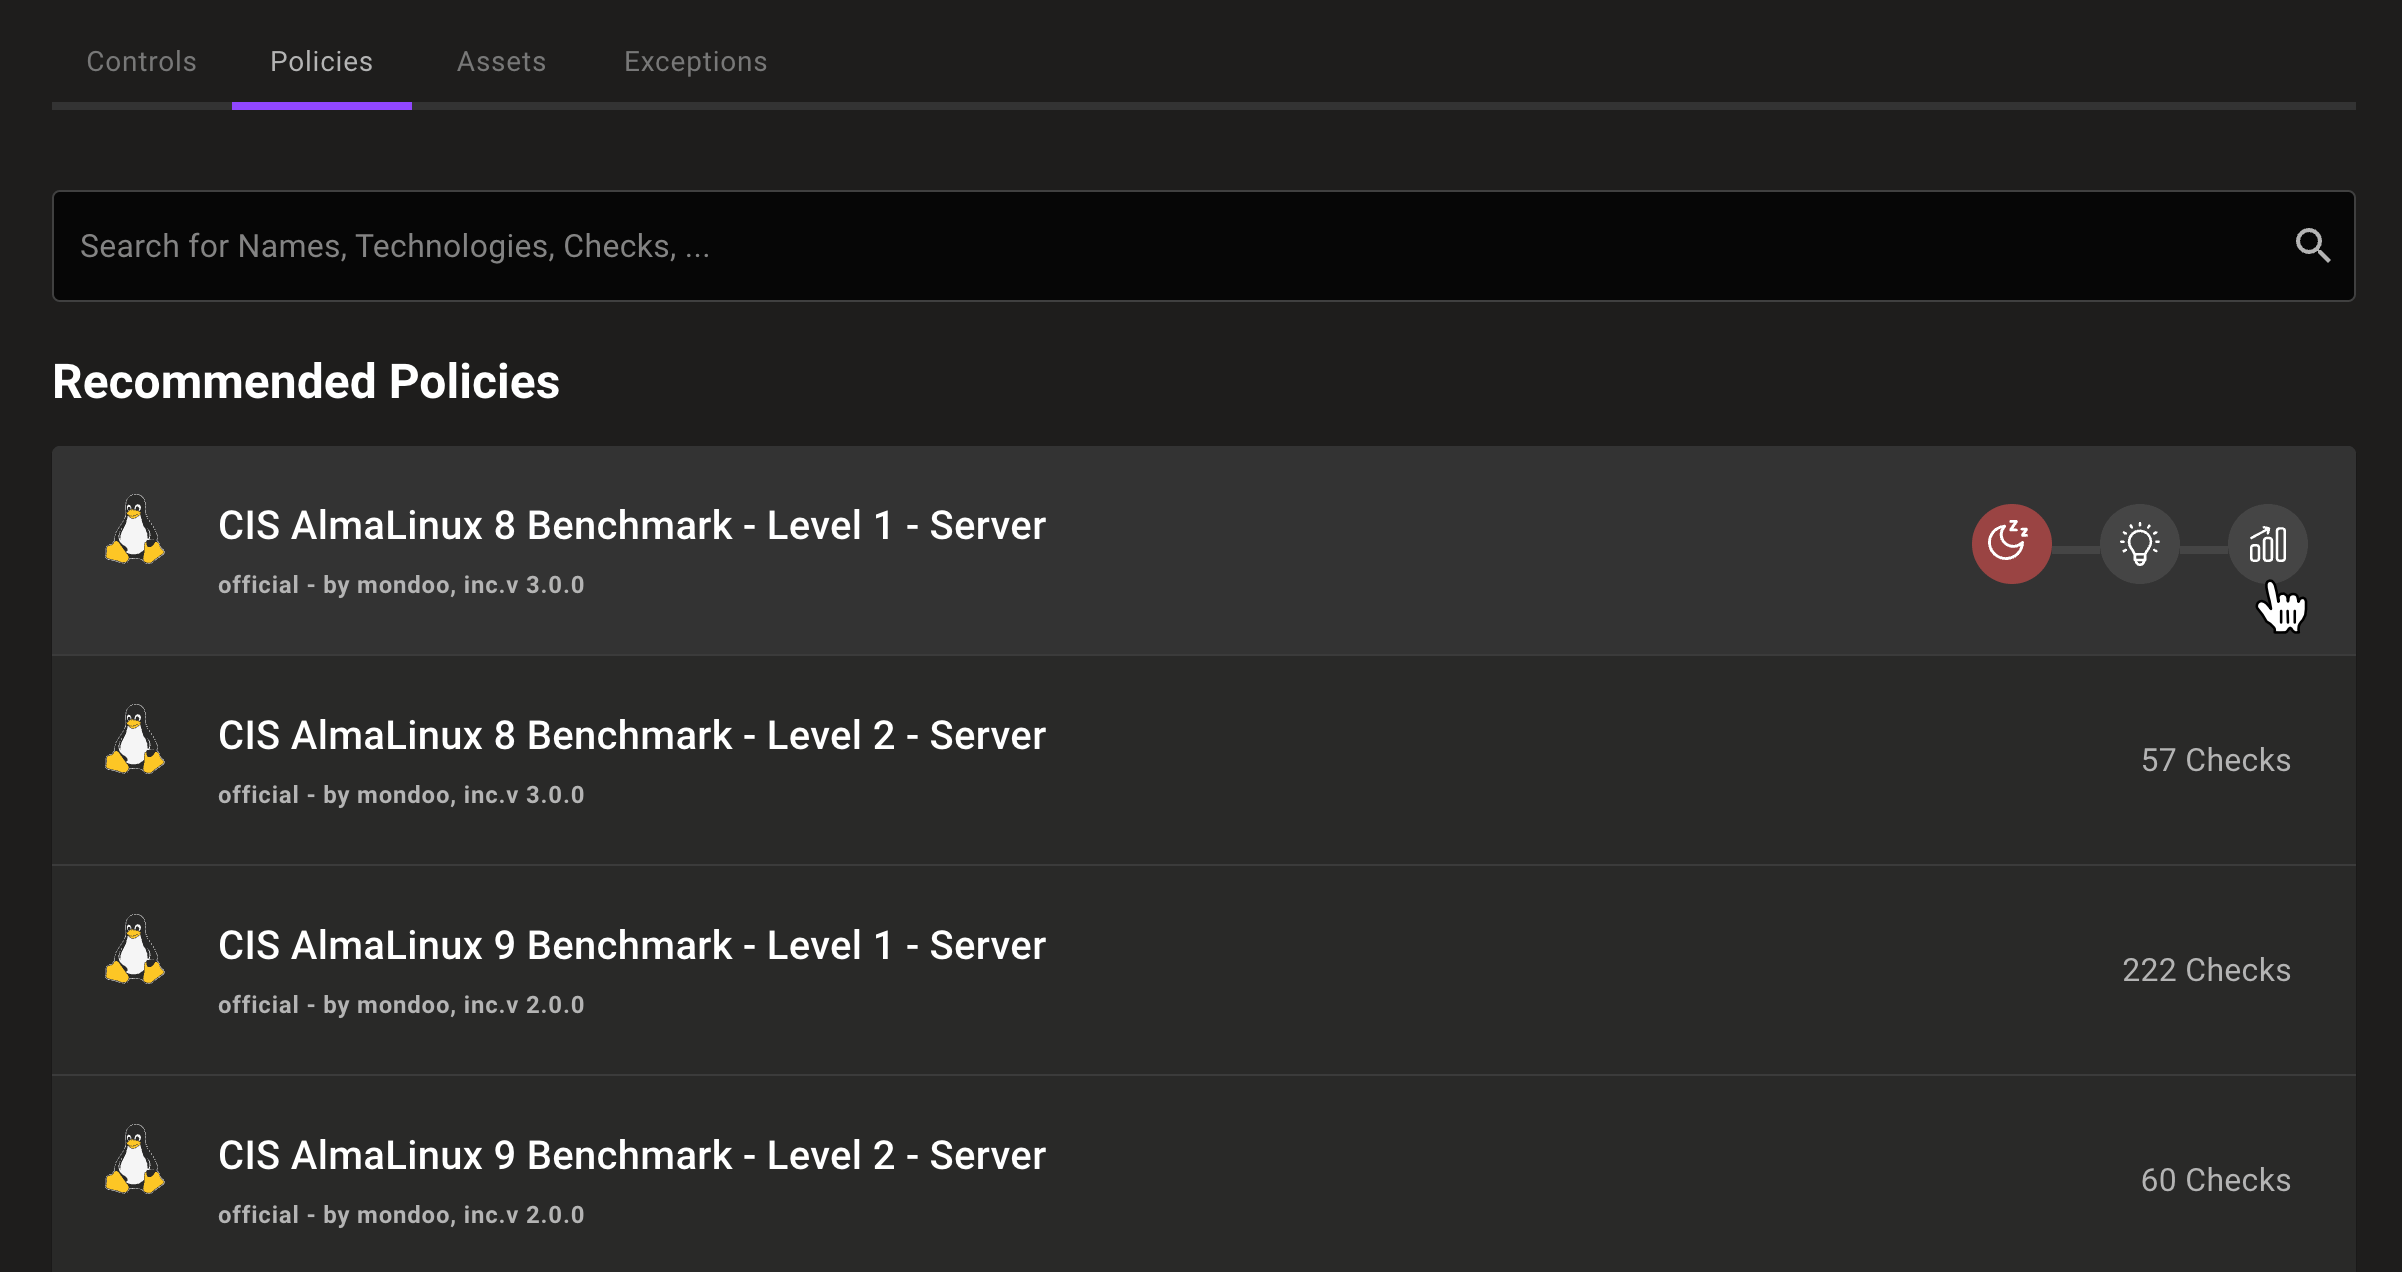 Controls
Policies
Assets
Exceptions
Search for Names, Technologies, Checks, ...
Recommended Policies
CIS AlmaLinux 8 Benchmark - Level 1 - Server
official - by mondoo, inc.v 3.0.0
CIS AlmaLinux 8 Benchmark - Level 2 - Server
official - by mondoo, inc.v 3.0.0
57 Checks
CIS AlmaLinux 9 Benchmark - Level 1 - Server
official - by mondoo, inc.v 2.0.0
222 Checks
CIS AlmaLinux 9 Benchmark - Level 2 - Server
official - by mondoo, inc.v 2.0.0
60 Checks